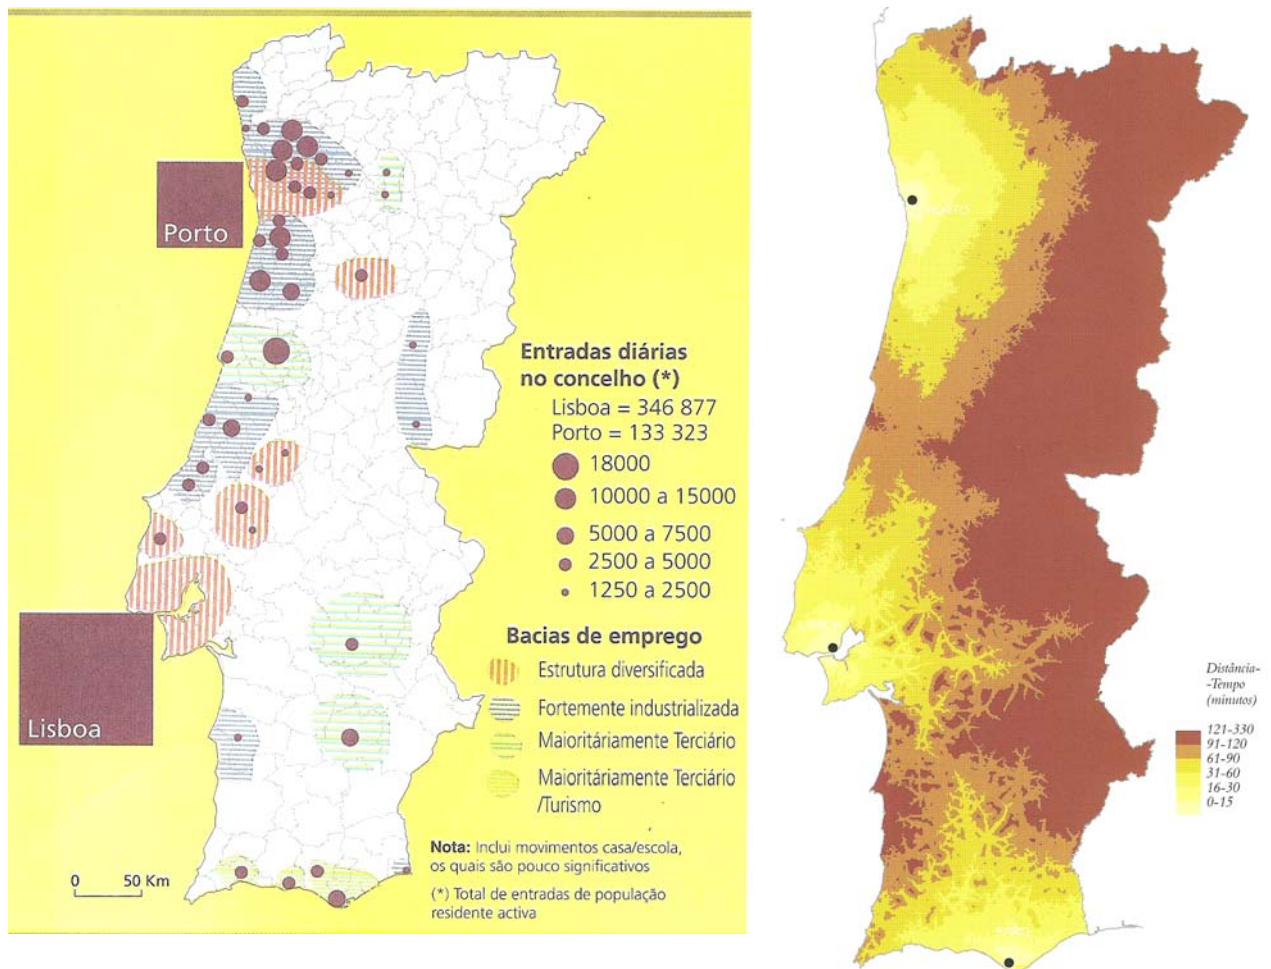 Porto
Lisboa
Entradas diárias
no concelho (*)
Lisboa = 346 877
Porto = 133 323
18000
10000 a 15000
5000 a 7500
2500 a 5000
1250 a 2500
Bacias de emprego
Estrutura diversificada
Fortemente industrializada
Maioritáriamente Terciário
Maioritáriamente Terciário
/Turismo
Nota: Inclui movimentos casa/escola,
os quais são pouco significativos
(*) Total de entradas de população
residente activa
0 50 Km
PORTO
LISBOA
FARO
Distância-
-Tempo
(minutos)
121-330
91-120
61-90
31-60
16-30
0-15